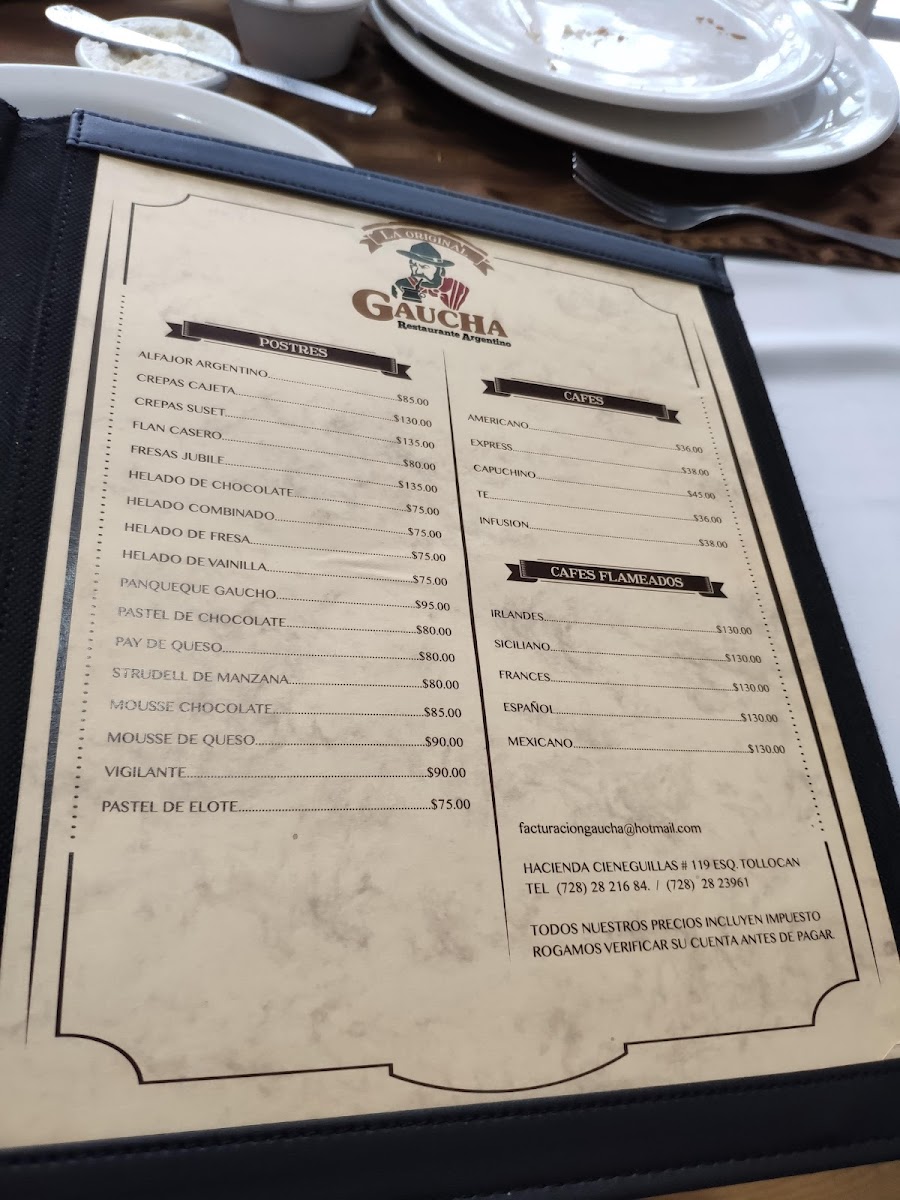 LA ORIGINAL
GAUCHA
Restaurante Argentino
POSTRES
ALFAJOR ARGENTINO $85.00
CREPAS CAJETA $130.00
CREPAS SUSET $135.00
FLAN CASERO $80.00
FRESAS JUBILE $135.00
HELADO DE CHOCOLATE $75.00
HELADO COMBINADO $75.00
HELADO DE FRESA $75.00
HELADO DE VAINILLA $75.00
PANQUEQUE GAUCHO $95.00
PASTEL DE CHOCOLATE $80.00
PAY DE QUESO $80.00
STRUDELL DE MANZANA $80.00
MOUSSE CHOCOLATE $85.00
MOUSSE DE QUESO $90.00
VIGILANTE $90.00
PASTEL DE ELOTE $75.00
CAFES
AMERICANO $36.00
EXPRESS $38.00
CAPUCHINO $45.00
TE $36.00
INFUSION $38.00
CAFES FLAMEADOS
IRLANDES $130.00
SICILIANO $130.00
FRANCES $130.00
ESPAÑOL $130.00
MEXICANO $130.00
facturaciongaucha@hotmail.com
HACIENDA CIENEGUILLAS # 119 ESQ. TOLLOCAN
TEL (728) 28 216 84. / (728) 28 23961
TODOS NUESTROS PRECIOS INCLUYEN IMPUESTO
ROGAMOS VERIFICAR SU CUENTA ANTES DE PAGAR.